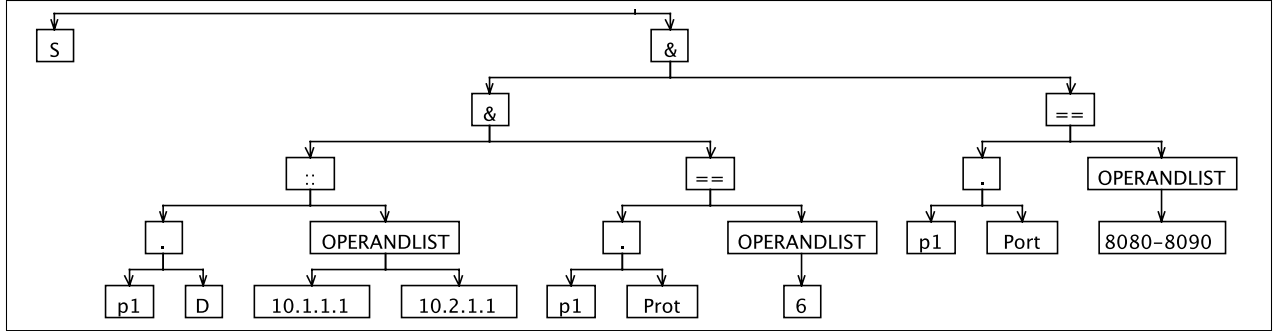 S &
& ==
:: == . OPERANDLIST
. OPERANDLIST . OPERANDLIST p1 Port 8080-8090
p1 D 10.1.1.1 10.2.1.1 p1 Prot 6